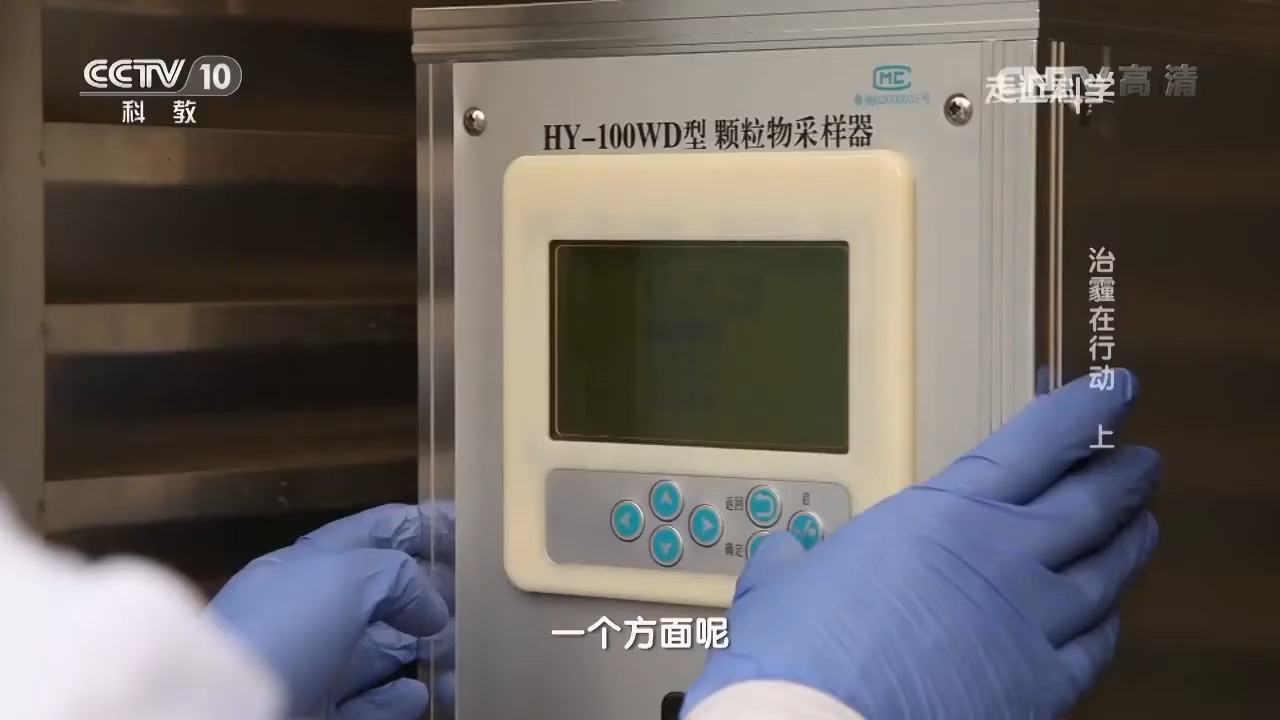 CCTV 10
科 教
MC
走近科学
高清
HY-100WD型 颗粒物采样器
治霾在行动 上
返回
确定
一个方面呢